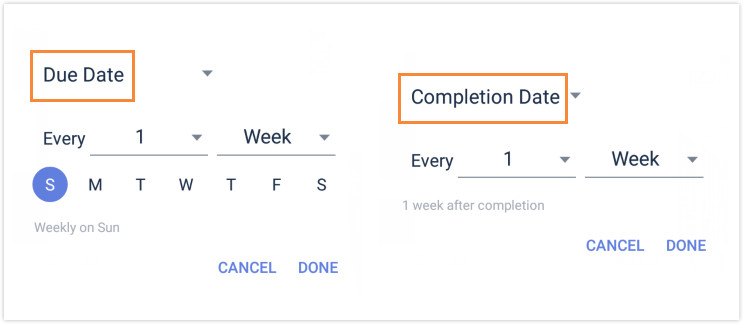 Due Date
Every 1 Week
S M T W T F S
Weekly on Sun
CANCEL DONE
Completion Date
Every 1 Week
1 week after completion
CANCEL DONE